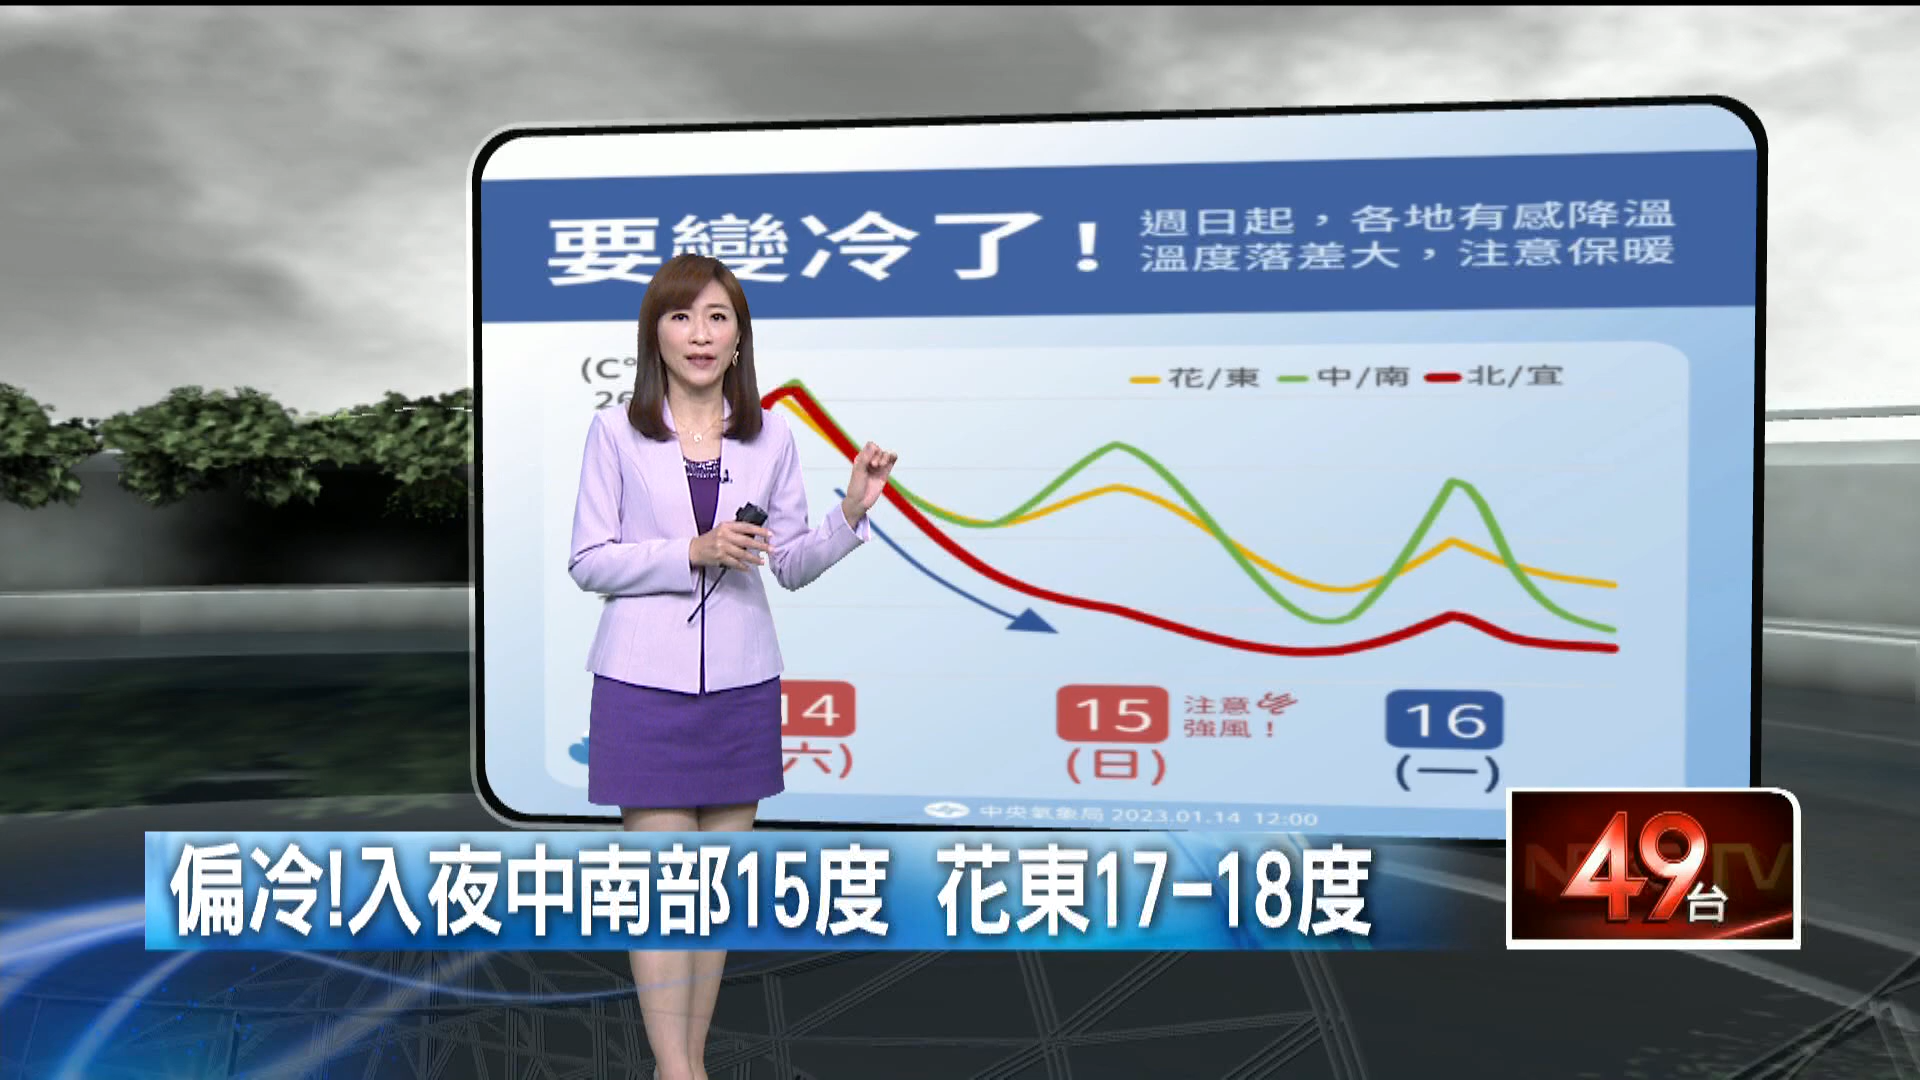 要變冷了！
週日起，各地有感降溫
溫度落差大，注意保暖
(C°
26
花/東 中/南 北/宜
14
(六)
15
(日)
注意
強風！
16
(一)
中央氣象局 2023.01.14 12:00
偏冷!入夜中南部15度 花東17-18度
49台